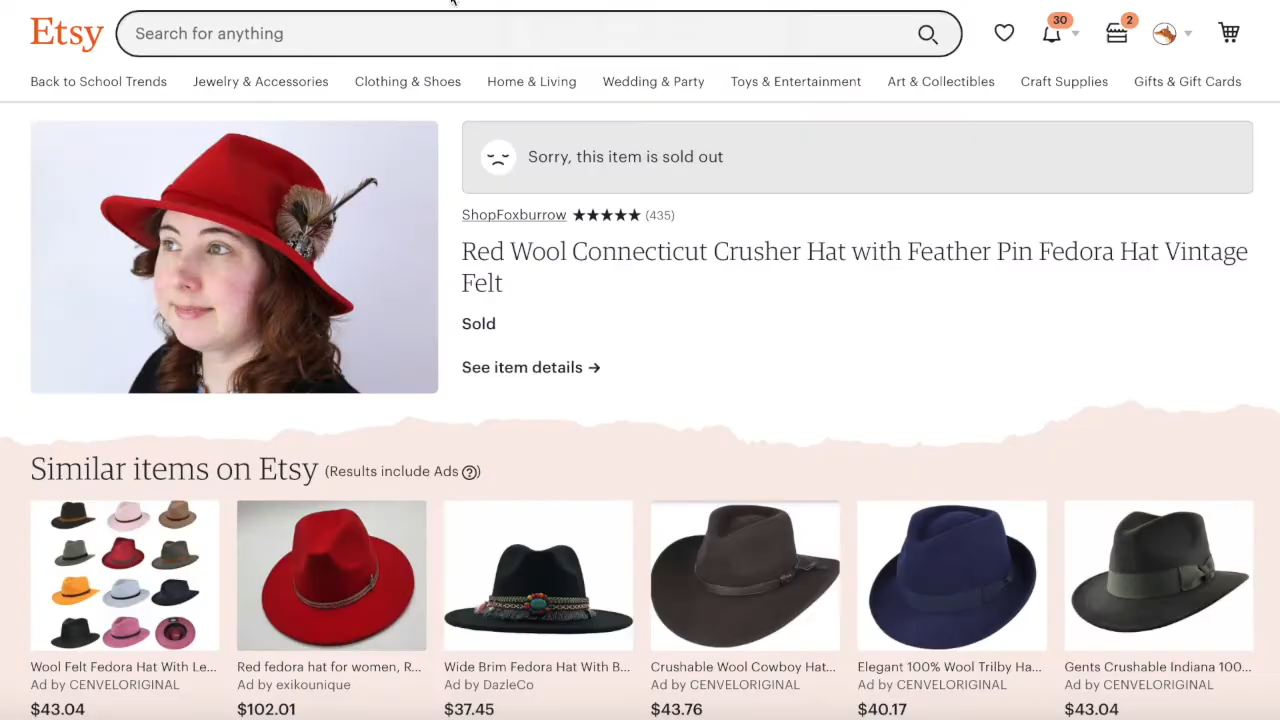 Etsy
Search for anything
30
2
Back to School Trends
Jewelry & Accessories
Clothing & Shoes
Home & Living
Wedding & Party
Toys & Entertainment
Art & Collectibles
Craft Supplies
Gifts & Gift Cards
Sorry, this item is sold out
ShopFoxburrow ★★★★★ (435)
Red Wool Connecticut Crusher Hat with Feather Pin Fedora Hat Vintage
Felt
Sold
See item details →
Similar items on Etsy (Results include Ads ?)
Wool Felt Fedora Hat With Le...
Ad by CENVELORIGINAL
$43.04
Red fedora hat for women, R...
Ad by exikounique
$102.01
Wide Brim Fedora Hat With B...
Ad by DazleCo
$37.45
Crushable Wool Cowboy Hat...
Ad by CENVELORIGINAL
$43.76
Elegant 100% Wool Trilby Ha...
Ad by CENVELORIGINAL
$40.17
Gents Crushable Indiana 100...
Ad by CENVELORIGINAL
$43.04